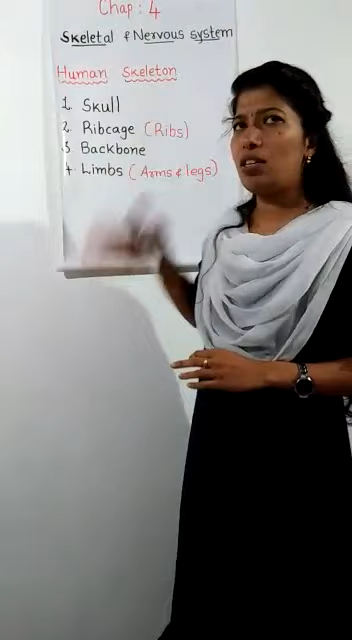 Chap : 4
Skeletal & Nervous system
Human Skeleton
1. Skull
2. Ribcage (Ribs)
3. Backbone
4. Limbs (Arms & legs)